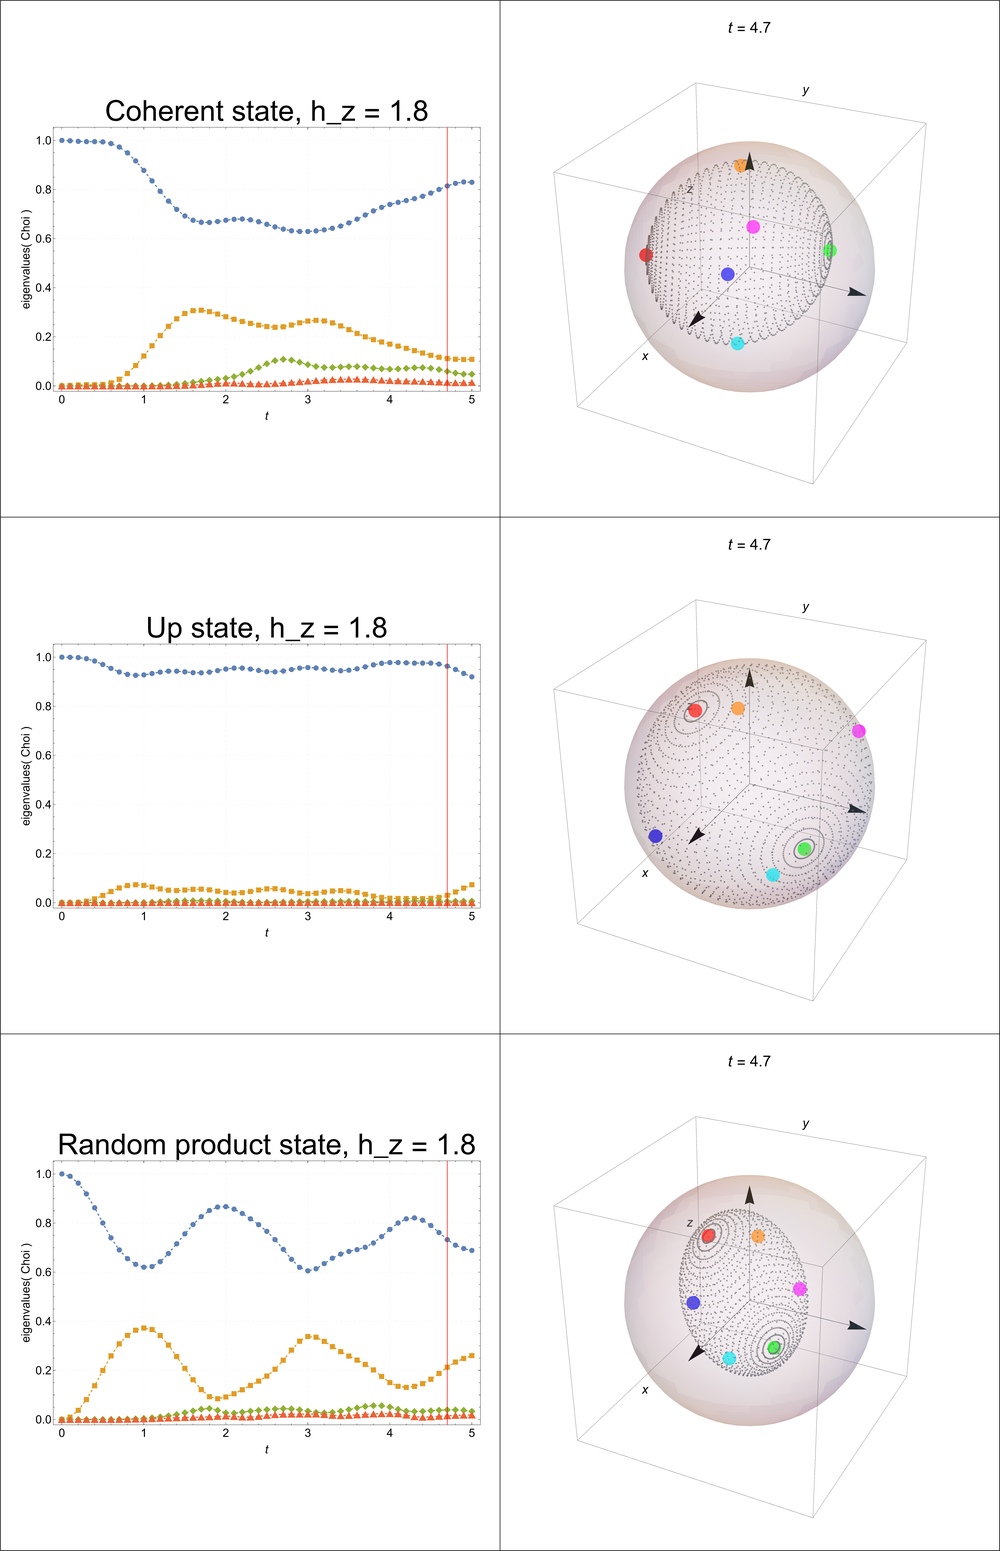 Coherent state, h_z = 1.8
eigenvalues( Choi )
1.0
0.8
0.6
0.4
0.2
0.0
0 1 2 3 4 5
t
t = 4.7
y
z
x
Up state, h_z = 1.8
eigenvalues( Choi )
1.0
0.8
0.6
0.4
0.2
0.0
0 1 2 3 4 5
t
t = 4.7
y
z
x
Random product state, h_z = 1.8
eigenvalues( Choi )
1.0
0.8
0.6
0.4
0.2
0.0
0 1 2 3 4 5
t
t = 4.7
y
z
x